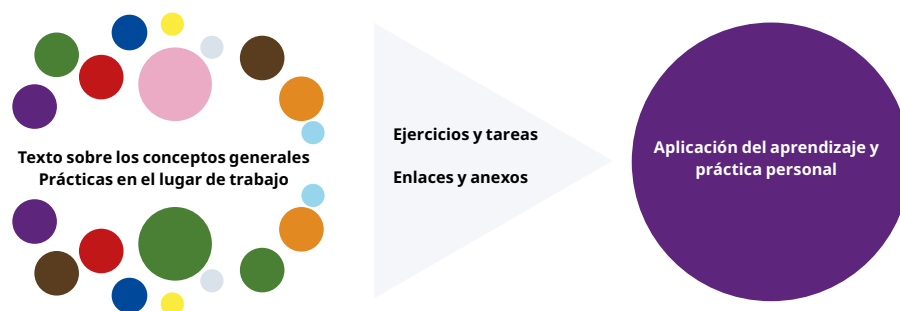 Texto sobre los conceptos generales
Prácticas en el lugar de trabajo
Ejercicios y tareas
Enlaces y anexos
Aplicación del aprendizaje y
práctica personal